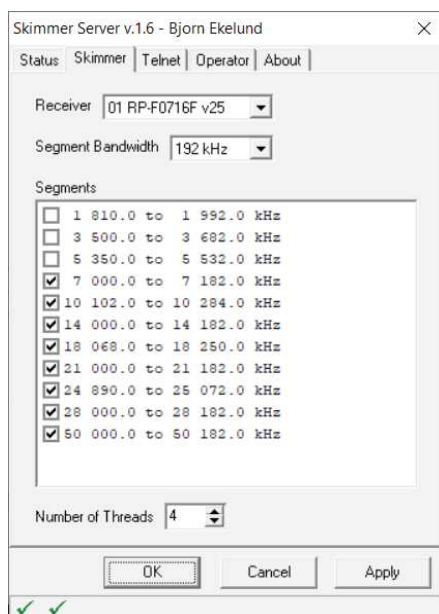 Skimmer Server v.1.6 - Bjorn Ekelund
Status Skimmer Telnet Operator About
Receiver 01 RP-F0716F v25
Segment Bandwidth 192 kHz
Segments
1 810.0 to 1 992.0 kHz
3 500.0 to 3 682.0 kHz
5 350.0 to 5 532.0 kHz
7 000.0 to 7 182.0 kHz
10 102.0 to 10 284.0 kHz
14 000.0 to 14 182.0 kHz
18 068.0 to 18 250.0 kHz
21 000.0 to 21 182.0 kHz
24 890.0 to 25 072.0 kHz
28 000.0 to 28 182.0 kHz
50 000.0 to 50 182.0 kHz
Number of Threads 4
OK Cancel Apply